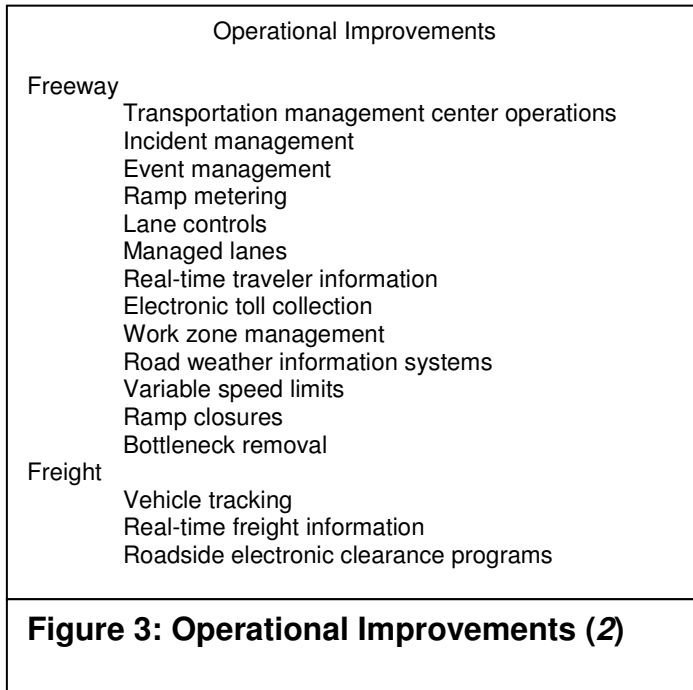 Operational Improvements
Freeway
Transportation management center operations
Incident management
Event management
Ramp metering
Lane controls
Managed lanes
Real-time traveler information
Electronic toll collection
Work zone management
Road weather information systems
Variable speed limits
Ramp closures
Bottleneck removal
Freight
Vehicle tracking
Real-time freight information
Roadside electronic clearance programs
Figure 3: Operational Improvements (2)